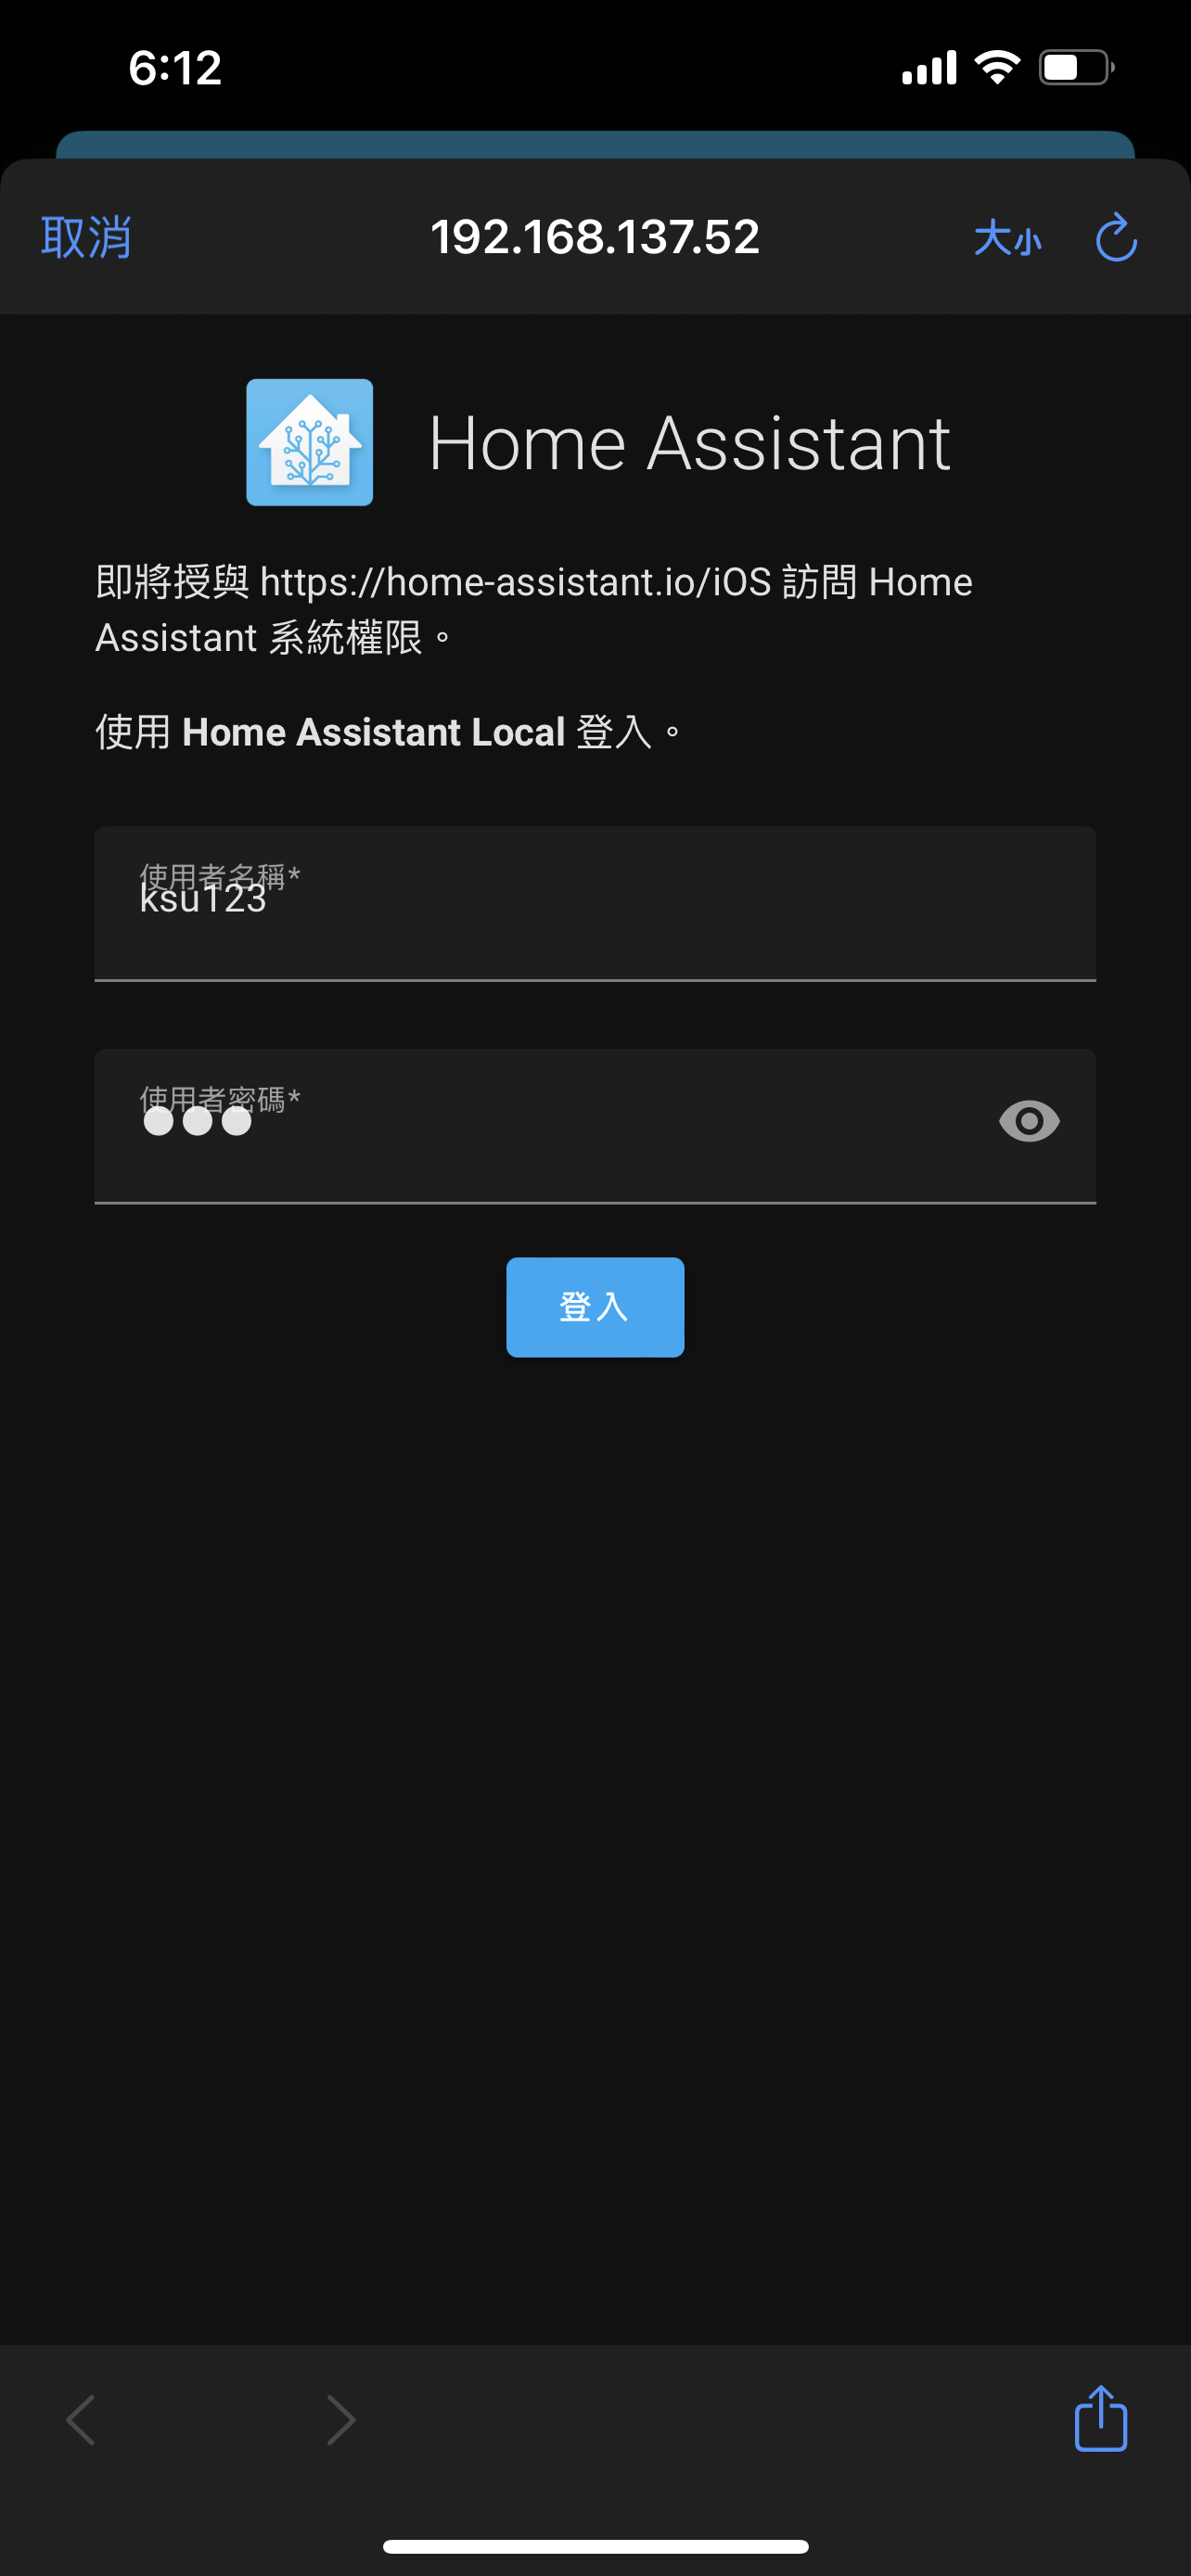 6:12
取消
192.168.137.52
大小
Home Assistant
即將授與 https://home-assistant.io/iOS 訪問 Home
Assistant 系統權限。
使用 Home Assistant Local 登入。
使用者名稱*
ksu123
使用者密碼*
登入